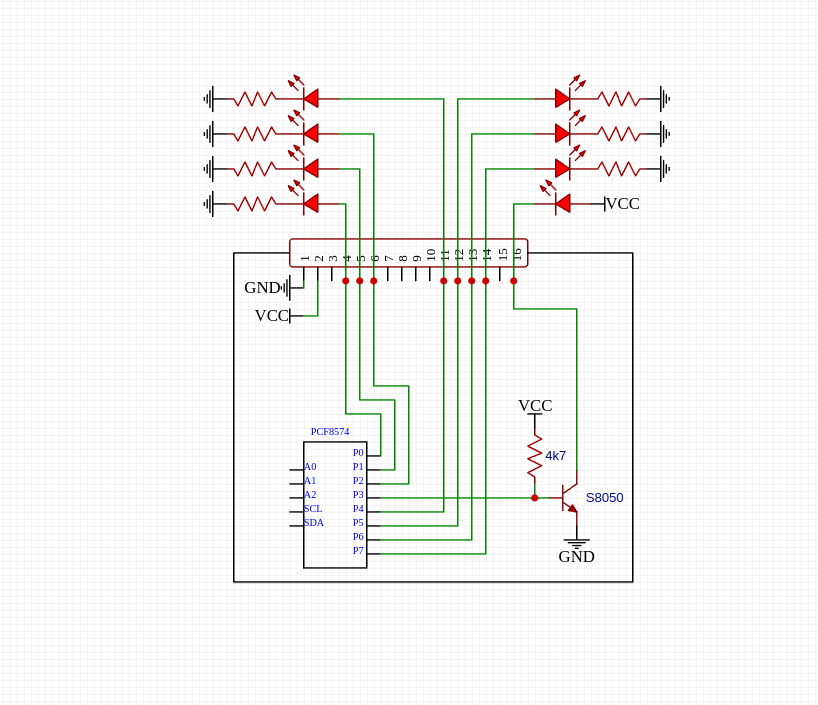 VCC
1 2 3 4 5 6 7 8 9 10 11 12 13 14 15 16
GND
VCC
VCC
PCF8574
4k7
P0
A0 P1
A1 P2
S8050
A2 P3
SCL P4
SDA P5
P6
P7
GND